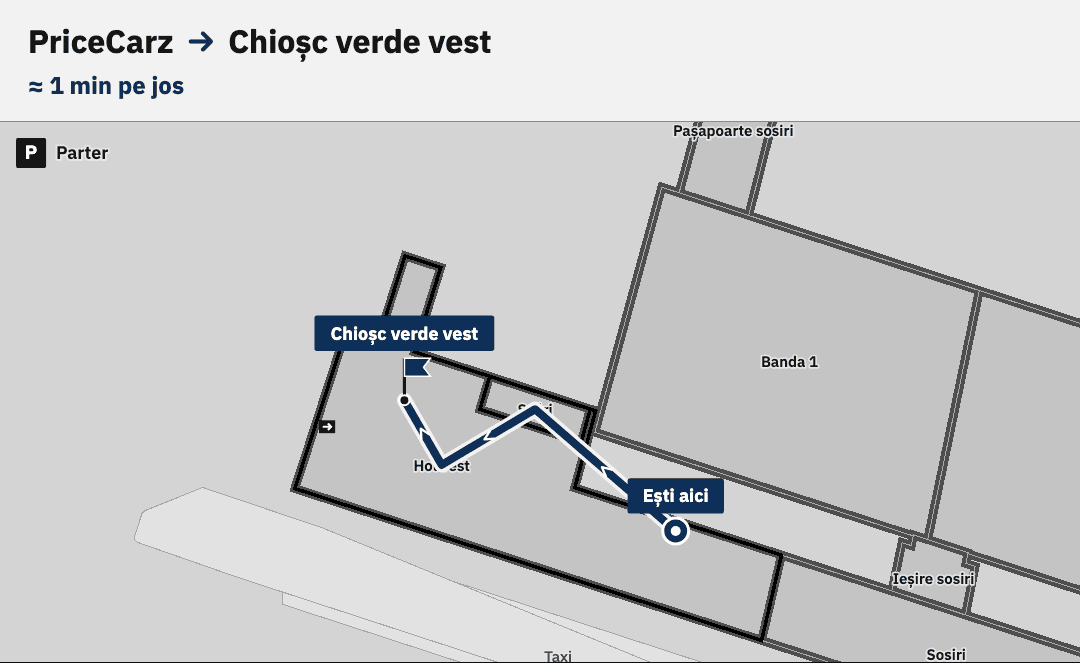 PriceCarz → Chioșc verde vest
≈ 1 min pe jos
P Parter
Pașapoarte sosiri
Chioșc verde vest
Banda 1
Ești aici
Ieșire sosiri
Sosiri
Taxi